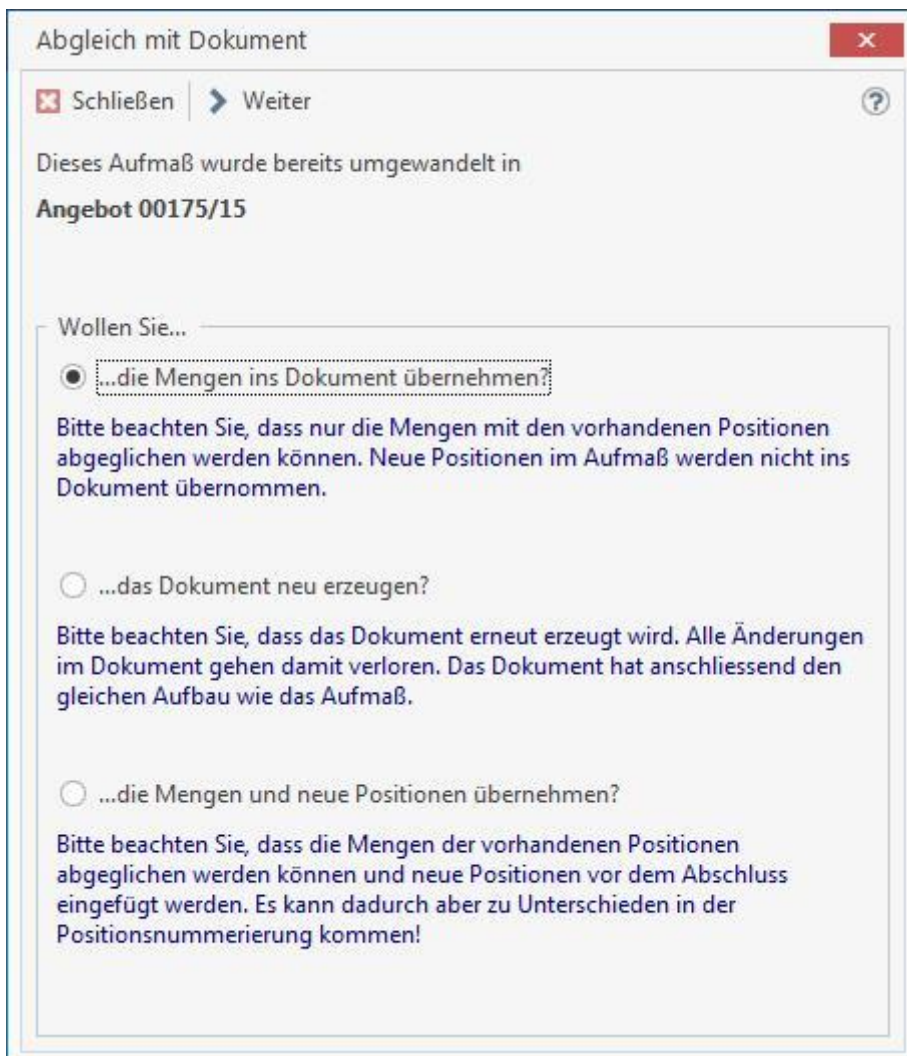 Abgleich mit Dokument
Schließen Weiter
Dieses Aufmaß wurde bereits umgewandelt in
Angebot 00175/15
Wollen Sie...
...die Mengen ins Dokument übernehmen?
Bitte beachten Sie, dass nur die Mengen mit den vorhandenen Positionen
abgeglichen werden können. Neue Positionen im Aufmaß werden nicht ins
Dokument übernommen.
...das Dokument neu erzeugen?
Bitte beachten Sie, dass das Dokument erneut erzeugt wird. Alle Änderungen
im Dokument gehen damit verloren. Das Dokument hat anschliessend den
gleichen Aufbau wie das Aufmaß.
...die Mengen und neue Positionen übernehmen?
Bitte beachten Sie, dass die Mengen der vorhandenen Positionen
abgeglichen werden können und neue Positionen vor dem Abschluss
eingefügt werden. Es kann dadurch aber zu Unterschieden in der
Positionsnummerierung kommen!